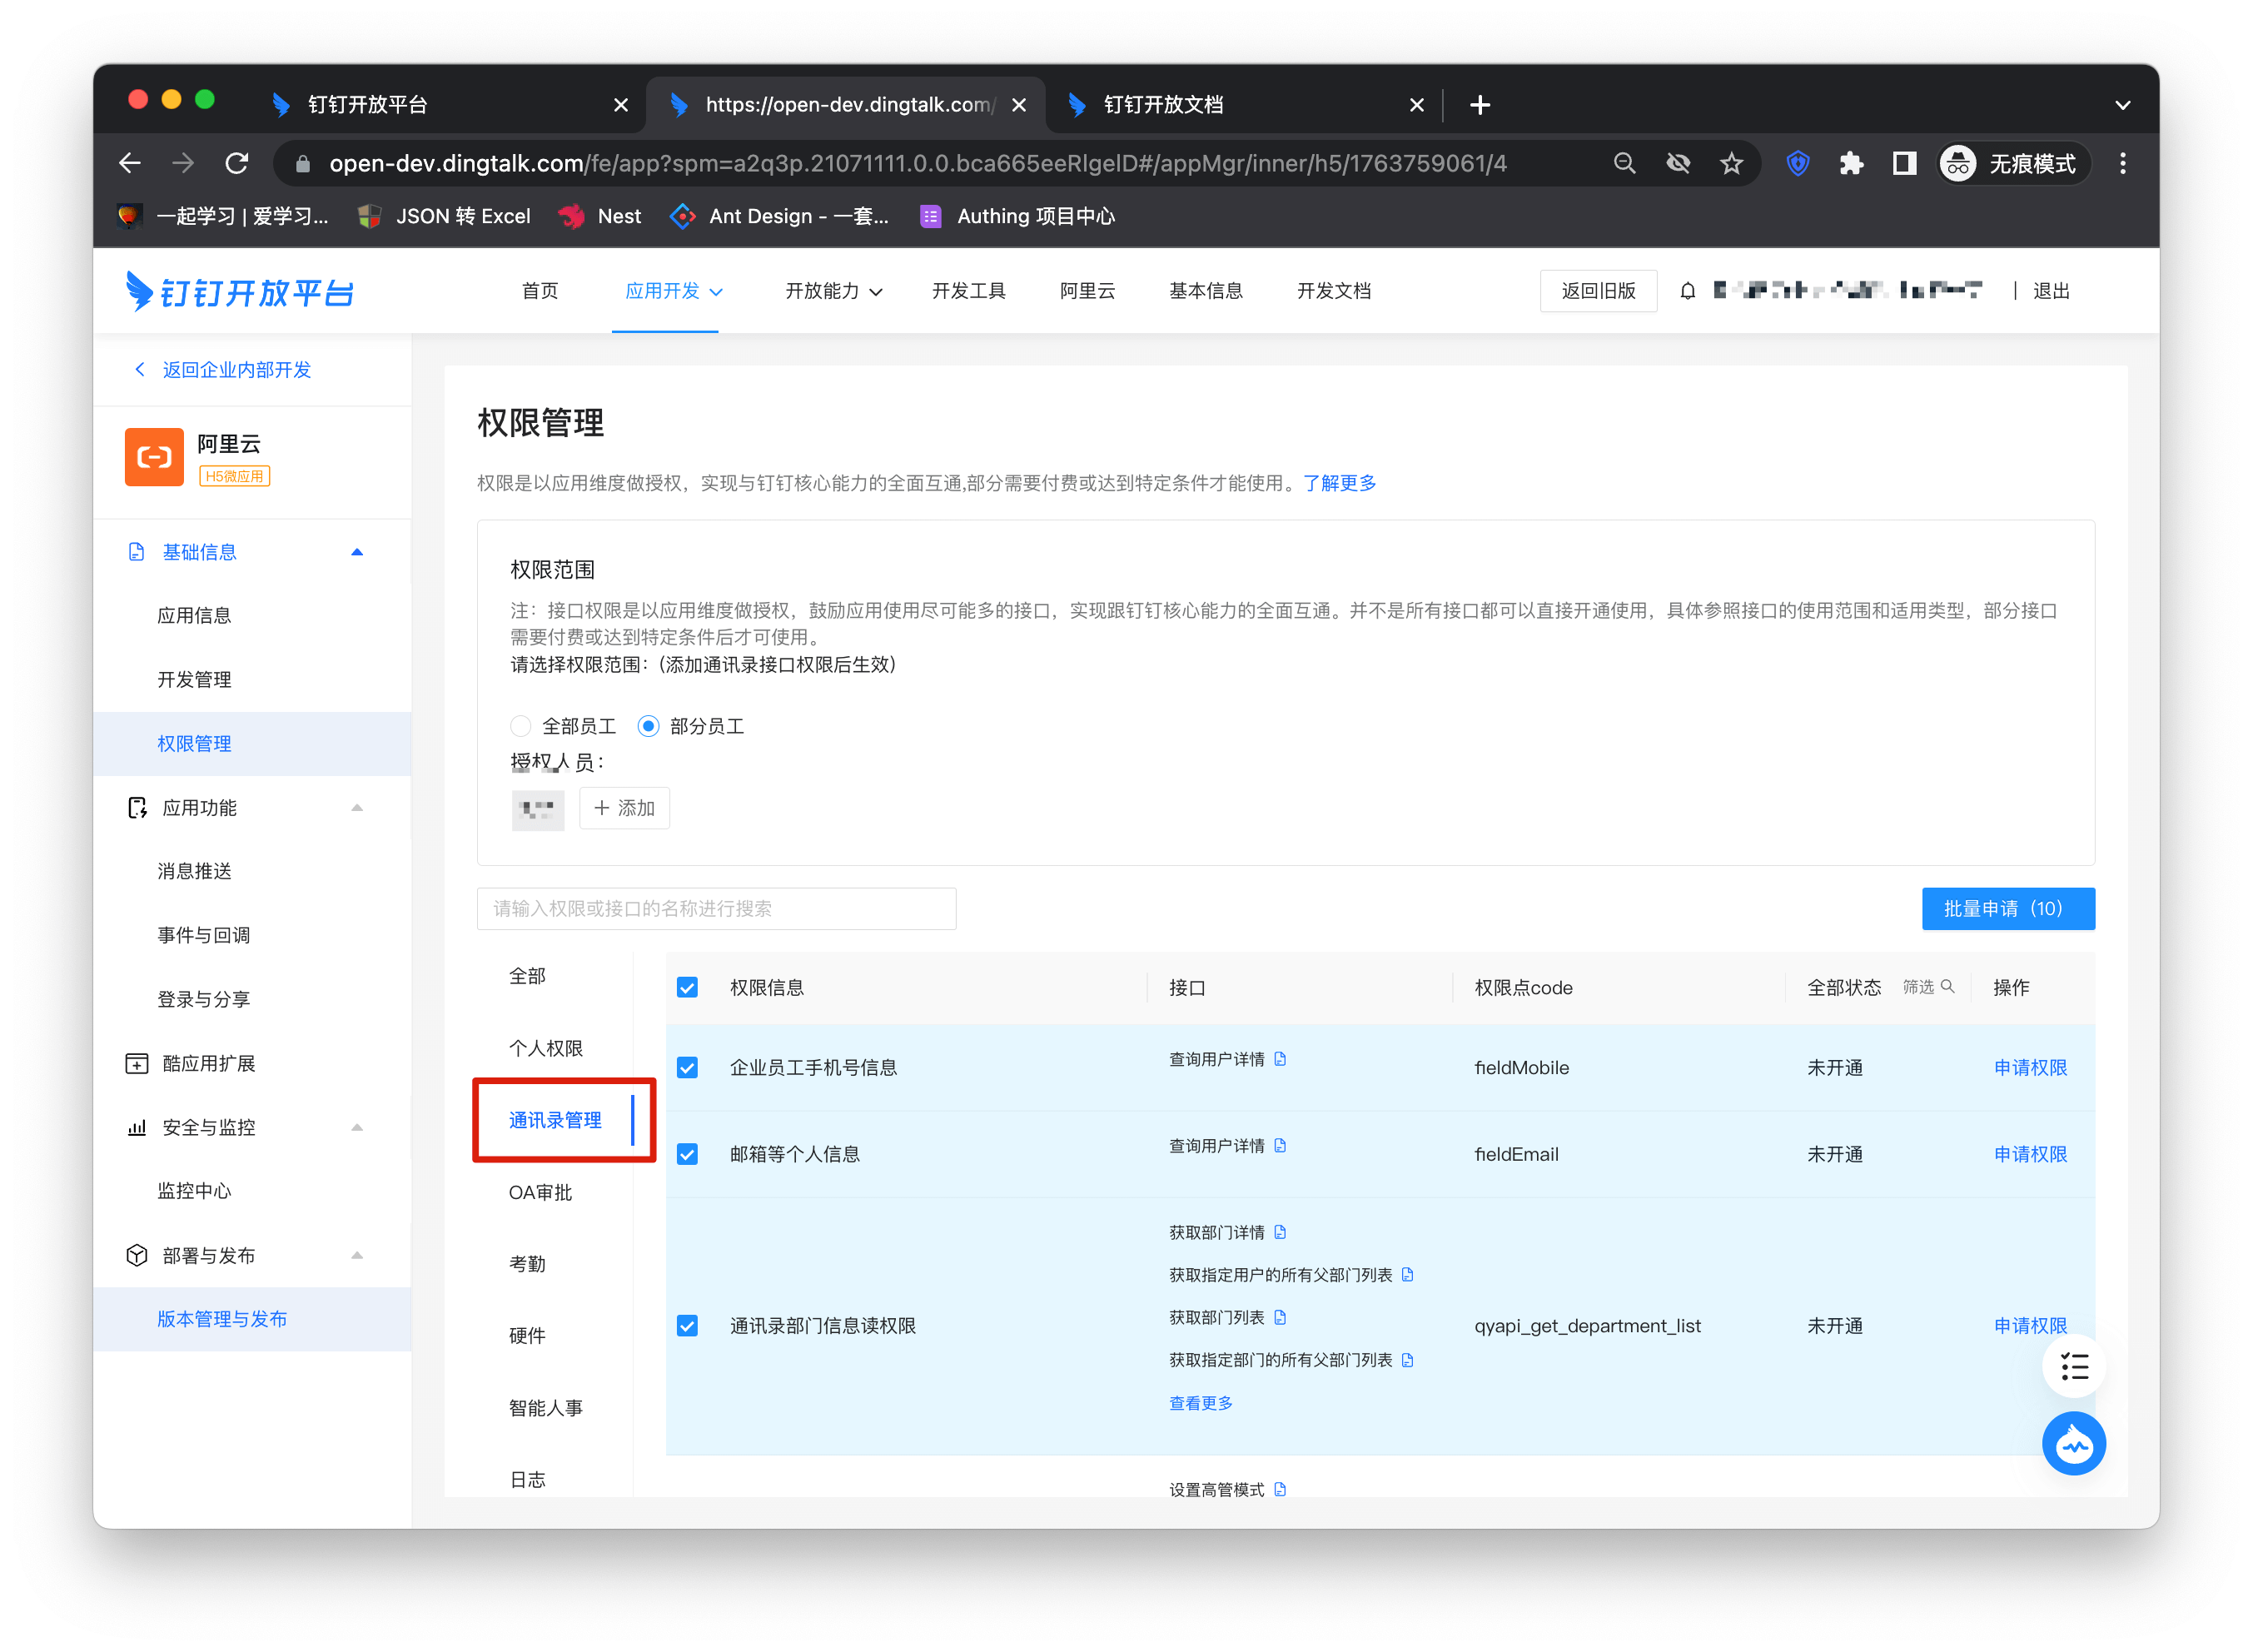 钉钉开放平台
https://open-dev.dingtalk.com/
钉钉开放文档
open-dev.dingtalk.com/fe/app?spm=a2q3p.21071111.0.0.bca665eeRlgelD#/appMgr/inner/h5/1763759061/4
无痕模式
一起学习 | 爱学习...
JSON 转 Excel
Nest
Ant Design - 一套...
Authing 项目中心
钉钉开放平台
首页
应用开发
开放能力
开发工具
阿里云
基本信息
开发文档
返回旧版
| 退出
返回企业内部开发
阿里云
H5微应用
基础信息
应用信息
开发管理
权限管理
应用功能
消息推送
事件与回调
登录与分享
酷应用扩展
安全与监控
监控中心
部署与发布
版本管理与发布
权限管理
权限是以应用维度做授权，实现与钉钉核心能力的全面互通,部分需要付费或达到特定条件才能使用。了解更多
权限范围
注：接口权限是以应用维度做授权，鼓励应用使用尽可能多的接口，实现跟钉钉核心能力的全面互通。并不是所有接口都可以直接开通使用，具体参照接口的使用范围和适用类型，部分接口
需要付费或达到特定条件后才可使用。
请选择权限范围：（添加通讯录接口权限后生效）
全部员工 部分员工
授权人员：
+ 添加
请输入权限或接口的名称进行搜索
批量申请（10）
全部
个人权限
通讯录管理
OA审批
考勤
硬件
智能人事
日志
权限信息 接口 权限点code 全部状态 筛选 操作
企业员工手机号信息 查询用户详情 fieldMobile 未开通 申请权限
邮箱等个人信息 查询用户详情 fieldEmail 未开通 申请权限
获取部门详情
获取指定用户的所有父部门列表
获取部门列表
通讯录部门信息读权限 qyapi_get_department_list 未开通 申请权限
获取指定部门的所有父部门列表
查看更多
设置高管模式